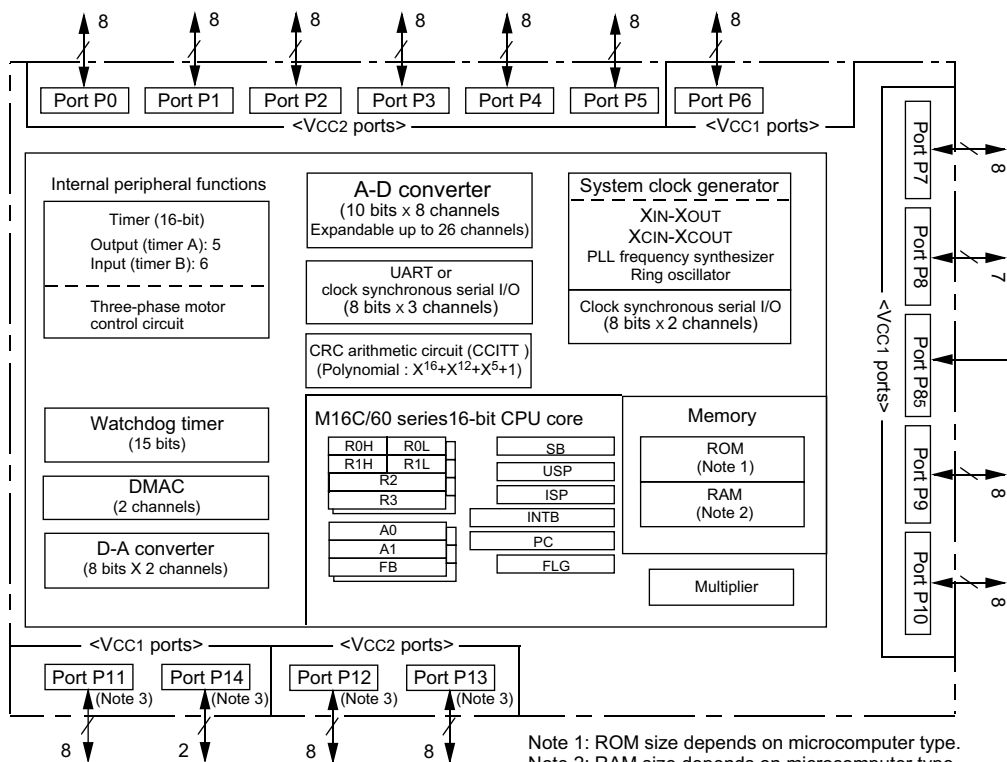 8 8 8 8 8 8 8
Port P0 Port P1 Port P2 Port P3 Port P4 Port P5 Port P6
<VCC2 ports> <VCC1 ports>
Internal peripheral functions
Timer (16-bit)
Output (timer A): 5
Input (timer B): 6
Three-phase motor
control circuit
A-D converter
(10 bits x 8 channels
Expandable up to 26 channels)
UART or
clock synchronous serial I/O
(8 bits x 3 channels)
CRC arithmetic circuit (CCITT )
(Polynomial : X16+X12+X5+1)
System clock generator
XIN-XOUT
XCIN-XCOUT
PLL frequency synthesizer
Ring oscillator
Clock synchronous serial I/O
(8 bits x 2 channels)
Watchdog timer
(15 bits)
DMAC
(2 channels)
D-A converter
(8 bits X 2 channels)
M16C/60 series16-bit CPU core
R0H R0L
R1H R1L
R2
R3
A0
A1
FB
SB
USP
ISP
INTB
PC
FLG
Memory
ROM
(Note 1)
RAM
(Note 2)
Multiplier
<VCC1 ports>
Port P7
8
Port P8
7
Port P85
Port P9
8
Port P10
8
<VCC1 ports> <VCC2 ports>
Port P11 Port P14 Port P12 Port P13
(Note 3) (Note 3) (Note 3) (Note 3)
8 2 8 8
Note 1: ROM size depends on microcomputer type.
Note 2: RAM size depends on microcomputer type.